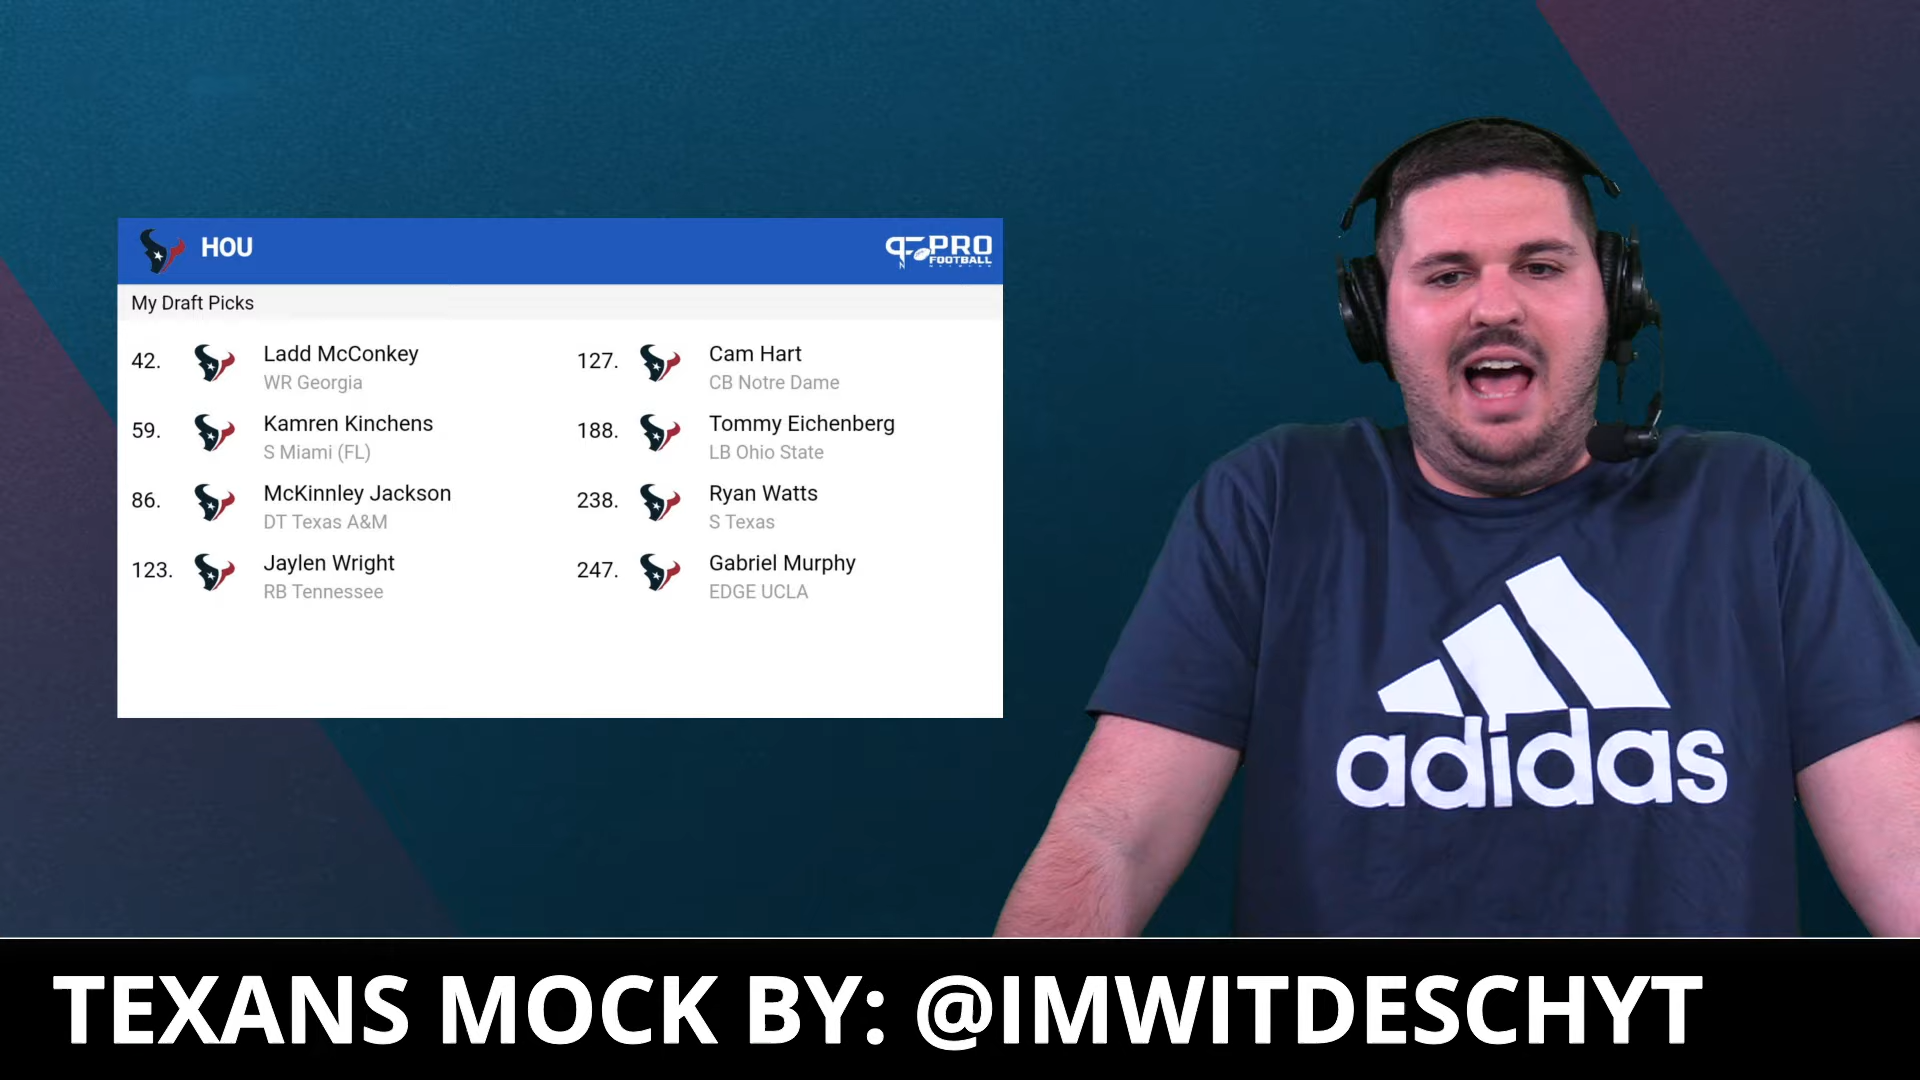 HOU
PRO
FOOTBALL
My Draft Picks
42.
Ladd McConkey
WR Georgia
59.
Kamren Kinchens
S Miami (FL)
86.
McKinnley Jackson
DT Texas A&M
123.
Jaylen Wright
RB Tennessee
127.
Cam Hart
CB Notre Dame
188.
Tommy Eichenberg
LB Ohio State
238.
Ryan Watts
S Texas
247.
Gabriel Murphy
EDGE UCLA
adidas
TEXANS MOCK BY: @IMWITDESCHYT